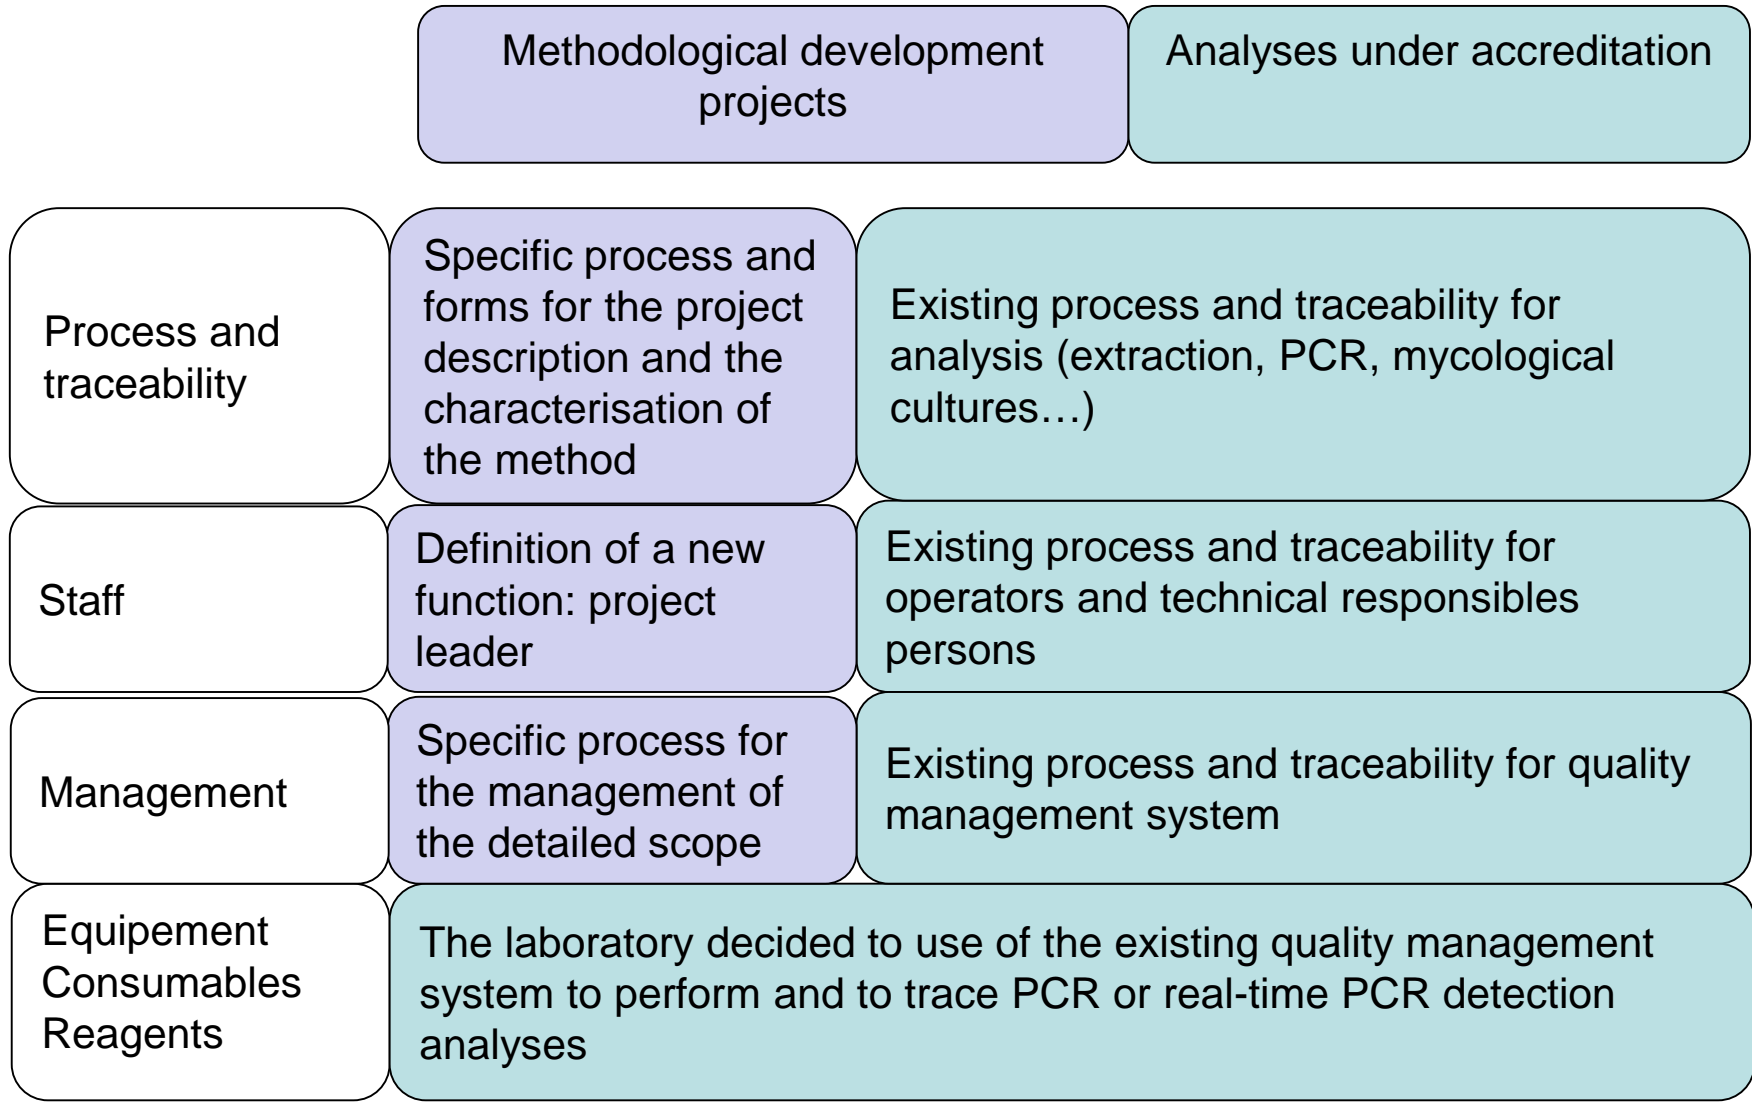 Methodological development
projects
Analyses under accreditation
Process and
traceability
Specific process and
forms for the project
description and the
characterisation of
the method
Existing process and traceability for
analysis (extraction, PCR, mycological
cultures…)
Staff
Definition of a new
function: project
leader
Existing process and traceability for
operators and technical responsibles
persons
Management
Specific process for
the management of
the detailed scope
Existing process and traceability for quality
management system
Equipement
Consumables
Reagents
The laboratory decided to use of the existing quality management
system to perform and to trace PCR or real-time PCR detection
analyses